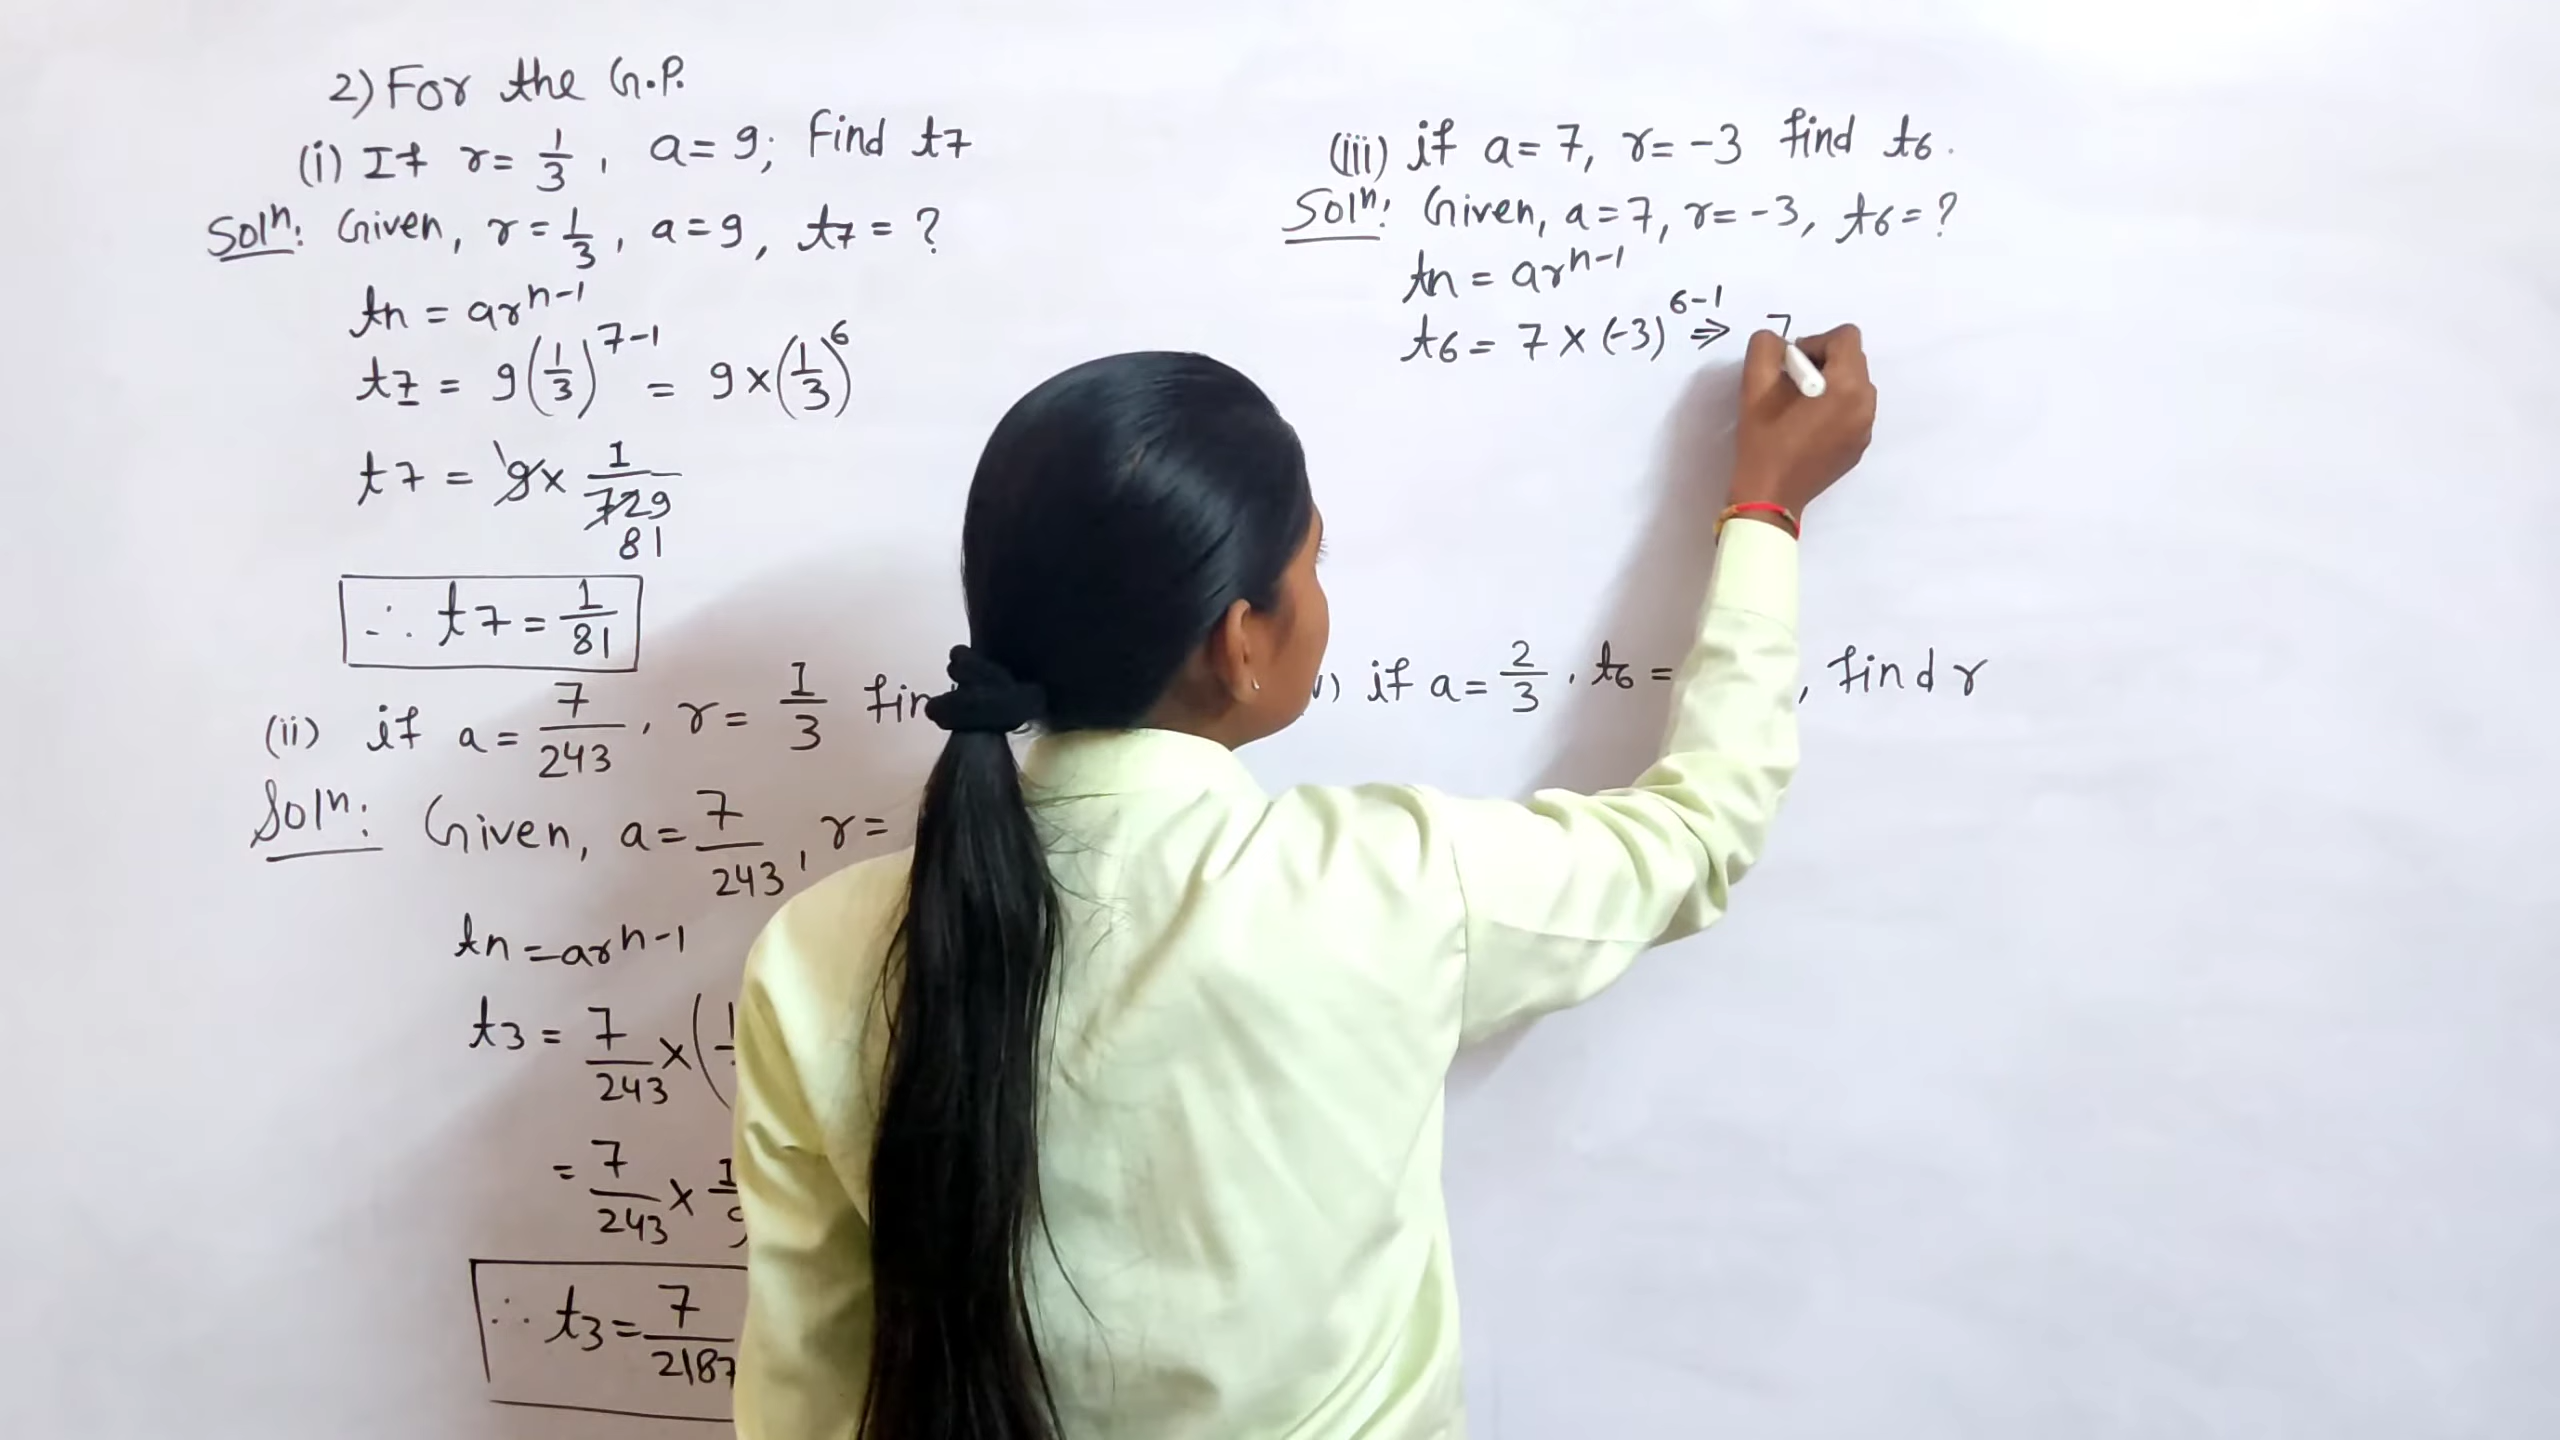 2) For the G.P.
(i) If r = 1/3, a = 9; Find t7
Soln: Given, r = 1/3, a = 9, t7 = ?
tn = ar^n-1
t7 = 9(1/3)^7-1 = 9 × (1/3)^6
t7 = 9 × 1/729
1 81
∴ t7 = 1/81
(ii) if a = 7/243, r = 1/3
Soln: Given, a = 7/243, r =
tn = ar^n-1
t3 = 7/243 × (
= 7/243 ×
∴ t3 = 7/2187
(iii) if a = 7, r = -3 find t6.
Soln: Given, a = 7, r = -3, t6 = ?
tn = ar^n-1
t6 = 7 × (-3)^6-1 ⇒ 7
) if a = 2/3, t6 = , find r